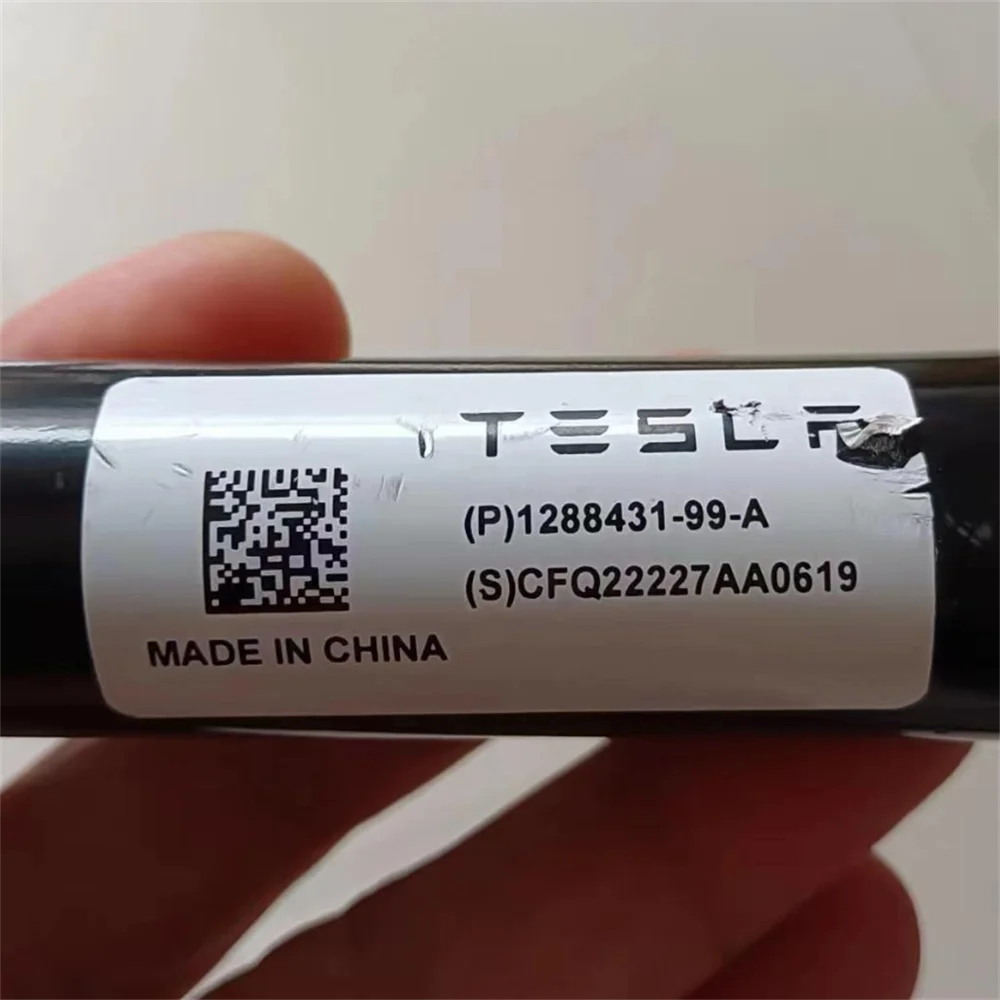 TESLA
(P)1288431-99-A
(S)CFQ22227AA0619
MADE IN CHINA